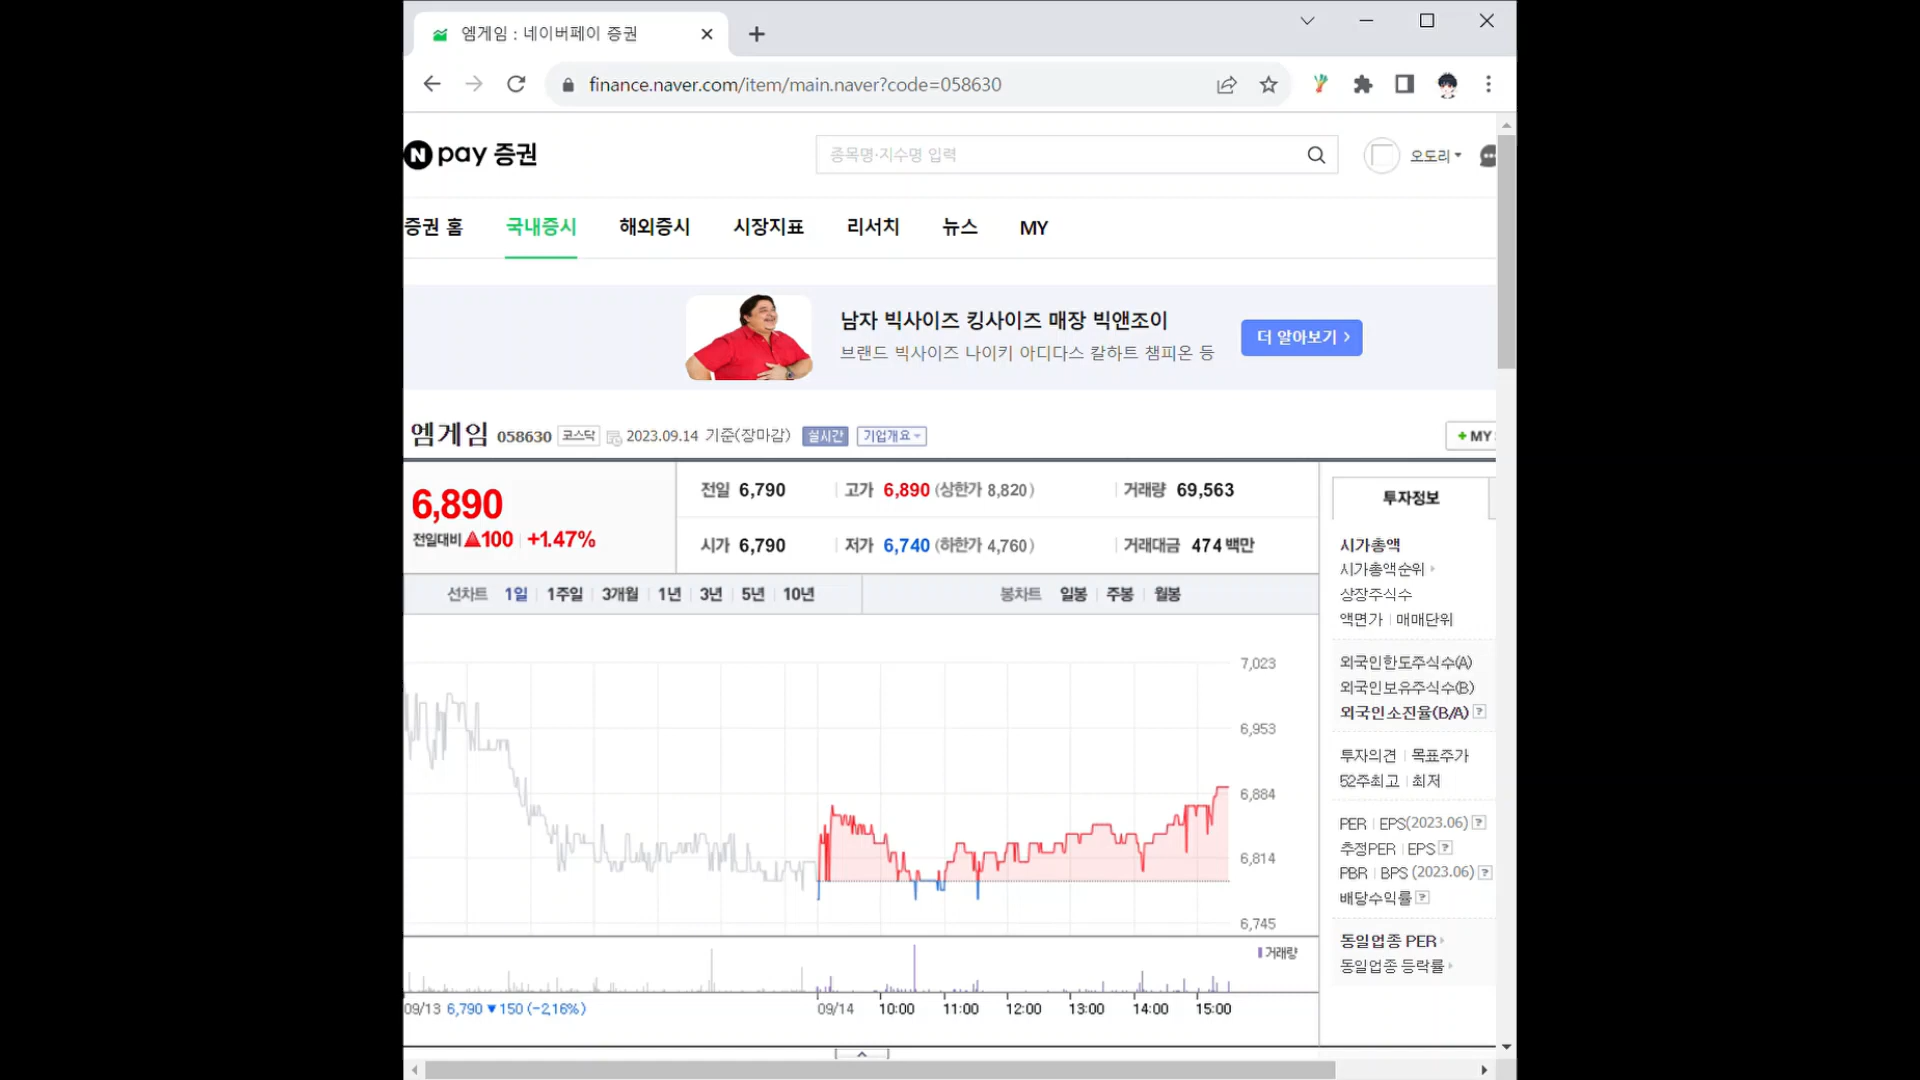 엠게임 : 네이버페이 증권
finance.naver.com/item/main.naver?code=058630
N pay 증권
종목명·지수명 입력
오도리
증권 홈 국내증시 해외증시 시장지표 리서치 뉴스 MY
남자 빅사이즈 킹사이즈 매장 빅앤조이
브랜드 빅사이즈 나이키 아디다스 칼하트 챔피온 등
더 알아보기
엠게임 058630 코스닥 2023.09.14 기준(장마감) 실시간 기업개요
+ MY
6,890
전일대비 ▲100 +1.47%
전일 6,790 고가 6,890 (상한가 8,820) 거래량 69,563
시가 6,790 저가 6,740 (하한가 4,760) 거래대금 474 백만
선차트 1일 1주일 3개월 1년 3년 5년 10년
봉차트 일봉 주봉 월봉
7,023
6,953
6,884
6,814
6,745
거래량
09/13 6,790 ▼150 (-2,16%)
09/14 10:00 11:00 12:00 13:00 14:00 15:00
투자정보
시가총액
시가총액순위
상장주식수
액면가 매매단위
외국인한도주식수(A)
외국인보유주식수(B)
외국인소진율(B/A) ?
투자의견 목표주가
52주최고 최저
PER EPS(2023.06) ?
추정PER EPS ?
PBR BPS (2023.06) ?
배당수익률 ?
동일업종 PER
동일업종 등락률